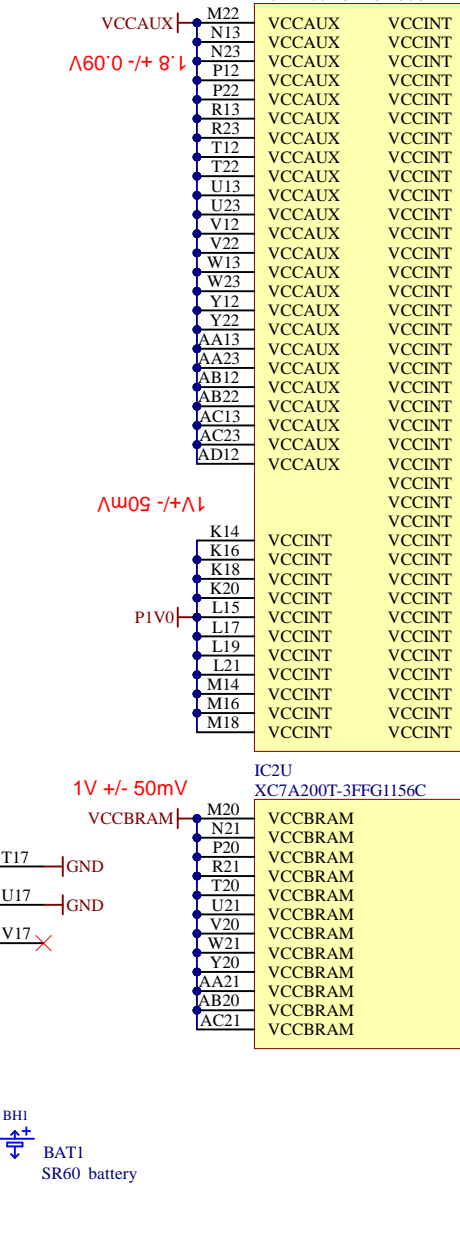 VCCAUX M22 VCCAUX VCCINT
N13 VCCAUX VCCINT
1.8 +/- 0.09V N23 VCCAUX VCCINT
P12 VCCAUX VCCINT
P22 VCCAUX VCCINT
R13 VCCAUX VCCINT
R23 VCCAUX VCCINT
T12 VCCAUX VCCINT
T22 VCCAUX VCCINT
U13 VCCAUX VCCINT
U23 VCCAUX VCCINT
V12 VCCAUX VCCINT
V22 VCCAUX VCCINT
W13 VCCAUX VCCINT
W23 VCCAUX VCCINT
Y12 VCCAUX VCCINT
Y22 VCCAUX VCCINT
AA13 VCCAUX VCCINT
AA23 VCCAUX VCCINT
AB12 VCCAUX VCCINT
AB22 VCCAUX VCCINT
AC13 VCCAUX VCCINT
AC23 VCCAUX VCCINT
AD12 VCCAUX VCCINT
VCCINT
1V+/- 50mV VCCINT
VCCINT
K14 VCCINT VCCINT
K16 VCCINT VCCINT
K18 VCCINT VCCINT
K20 VCCINT VCCINT
P1V0 L15 VCCINT VCCINT
L17 VCCINT VCCINT
L19 VCCINT VCCINT
L21 VCCINT VCCINT
M14 VCCINT VCCINT
M16 VCCINT VCCINT
M18 VCCINT VCCINT
IC2U
1V +/- 50mV XC7A200T-3FFG1156C
VCCBRAM M20 VCCBRAM
N21 VCCBRAM
T17 GND P20 VCCBRAM
R21 VCCBRAM
U17 GND T20 VCCBRAM
U21 VCCBRAM
V17 V20 VCCBRAM
W21 VCCBRAM
Y20 VCCBRAM
AA21 VCCBRAM
AB20 VCCBRAM
AC21 VCCBRAM
BH1
+
BAT1
SR60 battery